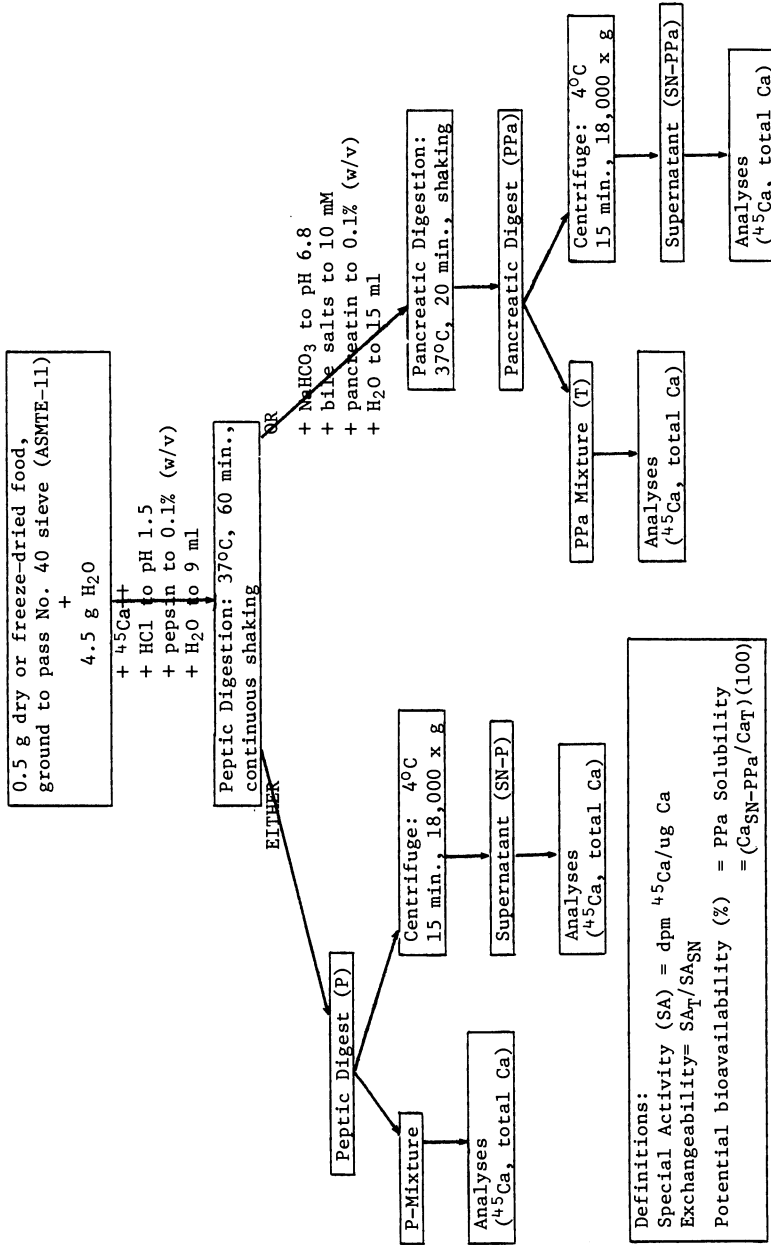 0.5 g dry or freeze-dried food,
ground to pass No. 40 sieve (ASMTE-11)
+
4.5 g H₂O
+ ⁴⁵Ca++
+ HCl to pH 1.5
+ pepsin to 0.1% (w/v)
+ H₂O to 9 ml
Peptic Digestion: 37°C, 60 min.,
continuous shaking
EITHER
OR
Peptic Digest (P)
P-Mixture
Analyses
(⁴⁵Ca, total Ca)
Centrifuge: 4°C
15 min., 18,000 x g
Supernatant (SN-P)
Analyses
(⁴⁵Ca, total Ca)
+ NaHCO₃ to pH 6.8
+ bile salts to 10 mM
+ pancreatin to 0.1% (w/v)
+ H₂O to 15 ml
Pancreatic Digestion:
37°C, 20 min., shaking
Pancreatic Digest (PPa)
PPa Mixture (T)
Analyses
(⁴⁵Ca, total Ca)
Centrifuge: 4°C
15 min., 18,000 x g
Supernatant (SN-PPa)
Analyses
(⁴⁵Ca, total Ca
Definitions:
Special Activity (SA) = dpm ⁴⁵Ca/ug Ca
Exchangeability= SA_T/SA_SN
Potential bioavailability (%) = PPa Solubility
=(Ca_SN-PPa/Ca_T)(100)